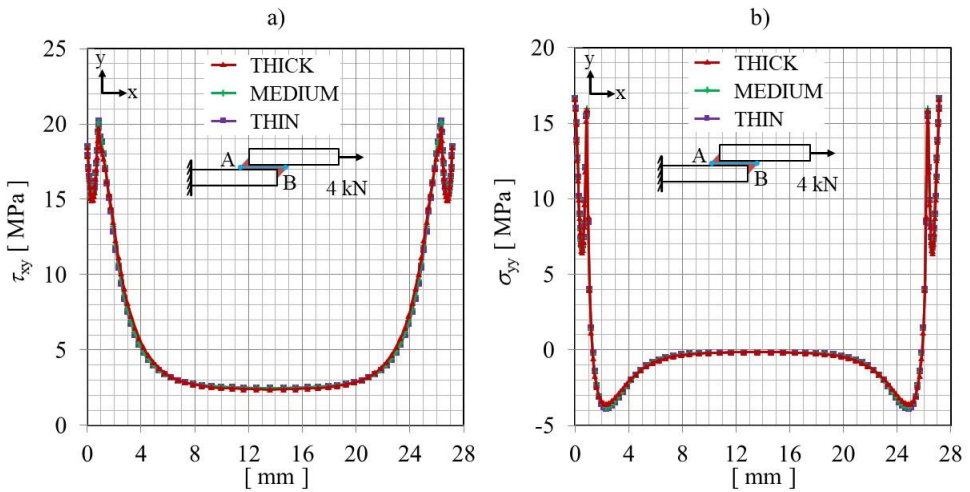 a)
25
20
15
10
5
0
τxy [ MPa ]
y
x
THICK
MEDIUM
THIN
A
B
4 kN
0 4 8 12 16 20 24 28
[ mm ]
b)
20
15
10
5
0
-5
σyy [ MPa ]
y
x
THICK
MEDIUM
THIN
A
B
4 kN
0 4 8 12 16 20 24 28
[ mm ]